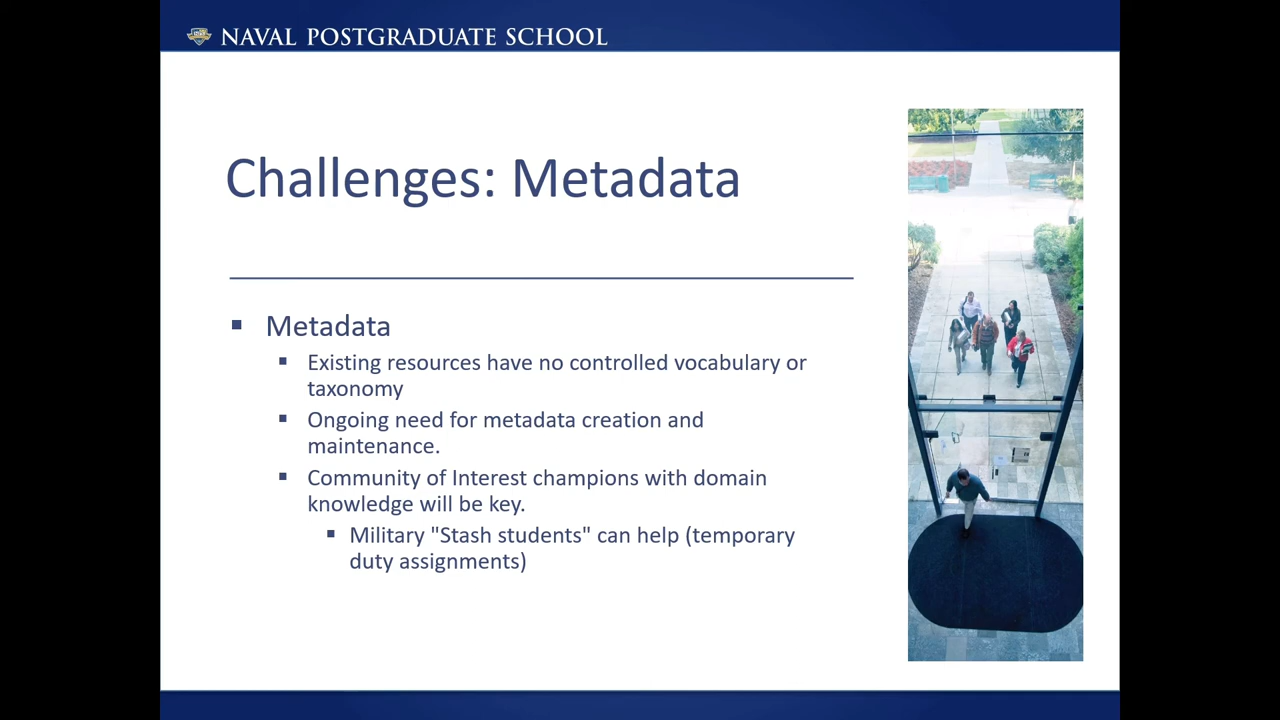 NAVAL POSTGRADUATE SCHOOL
Challenges: Metadata
▪ Metadata
▪ Existing resources have no controlled vocabulary or
taxonomy
▪ Ongoing need for metadata creation and
maintenance.
▪ Community of Interest champions with domain
knowledge will be key.
▪ Military "Stash students" can help (temporary
duty assignments)